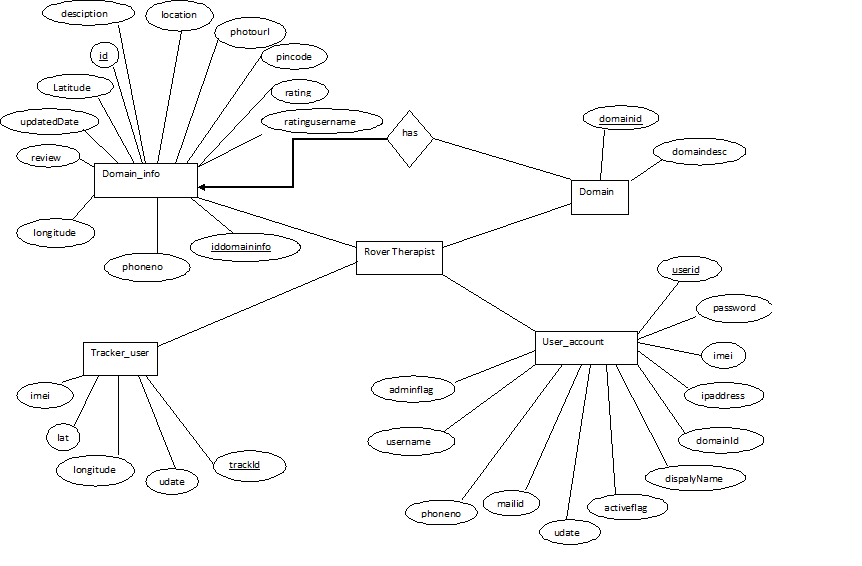 desciption
location
photourl
id
pincode
Latitude
rating
updatedDate
ratingusername
has
domainid
review
domaindesc
Domain_info
Domain
longitude
iddomaininfo
phoneno
Rover Therapist
userid
password
Tracker_user
User_account
imei
imei
adminflag
ipaddress
lat
username
domainId
longitude
trackId
udate
dispalyName
phoneno
mailid
activeflag
udate